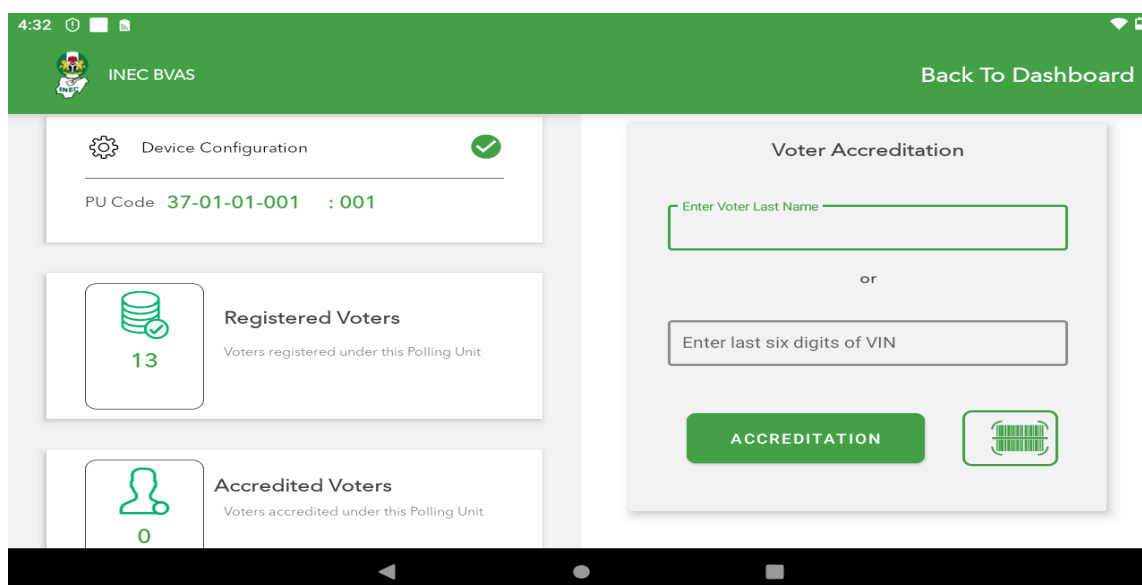 4:32
INEC BVAS
Back To Dashboard
Device Configuration
PU Code 37-01-01-001 : 001
13
Registered Voters
Voters registered under this Polling Unit
0
Accredited Voters
Voters accredited under this Polling Unit
Voter Accreditation
Enter Voter Last Name
or
Enter last six digits of VIN
ACCREDITATION
INEC